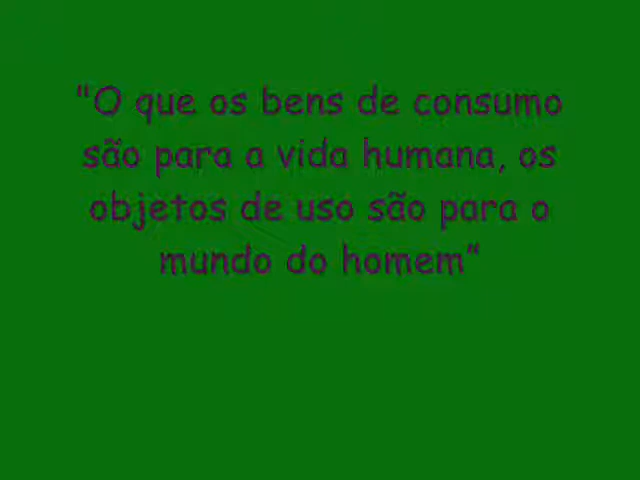 "O que os bens de consumo
são para a vida humana, os
objetos de uso são para o
mundo do homem”